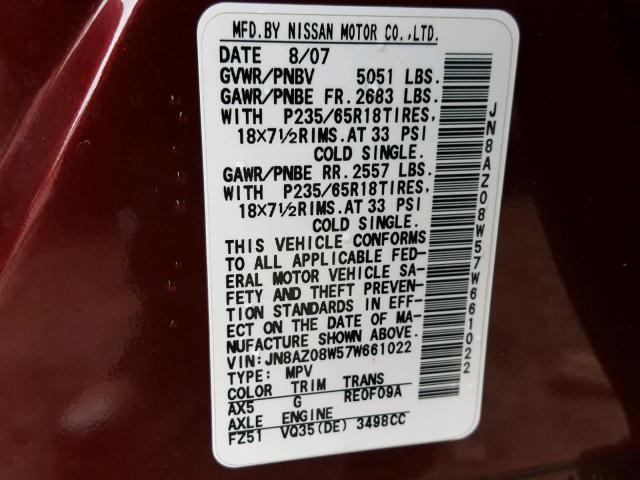 MFD.BY NISSAN MOTOR CO.,LTD.
DATE 8/07
GVWR/PNBV 5051 LBS.
GAWR/PNBE FR.2683 LBS.
WITH P235/65R18TIRES,
18×7½RIMS.AT 33 PSI
COLD SINGLE.
GAWR/PNBE RR.2557 LBS.
WITH P235/65R18TIRES,
18×7½RIMS.AT 33 PSI
COLD SINGLE.
THIS VEHICLE CONFORMS
TO ALL APPLICABLE FED-
ERAL MOTOR VEHICLE SA-
FETY AND THEFT PREVEN-
TION STANDARDS IN EFF-
ECT ON THE DATE OF MA-
NUFACTURE SHOWN ABOVE.
VIN:JN8AZ08W57W661022
TYPE: MPV
COLOR TRIM TRANS
AX5 G RE0F09A
AXLE ENGINE
FZ51 VQ35(DE) 3498CC
JN8AZ08W57W661022